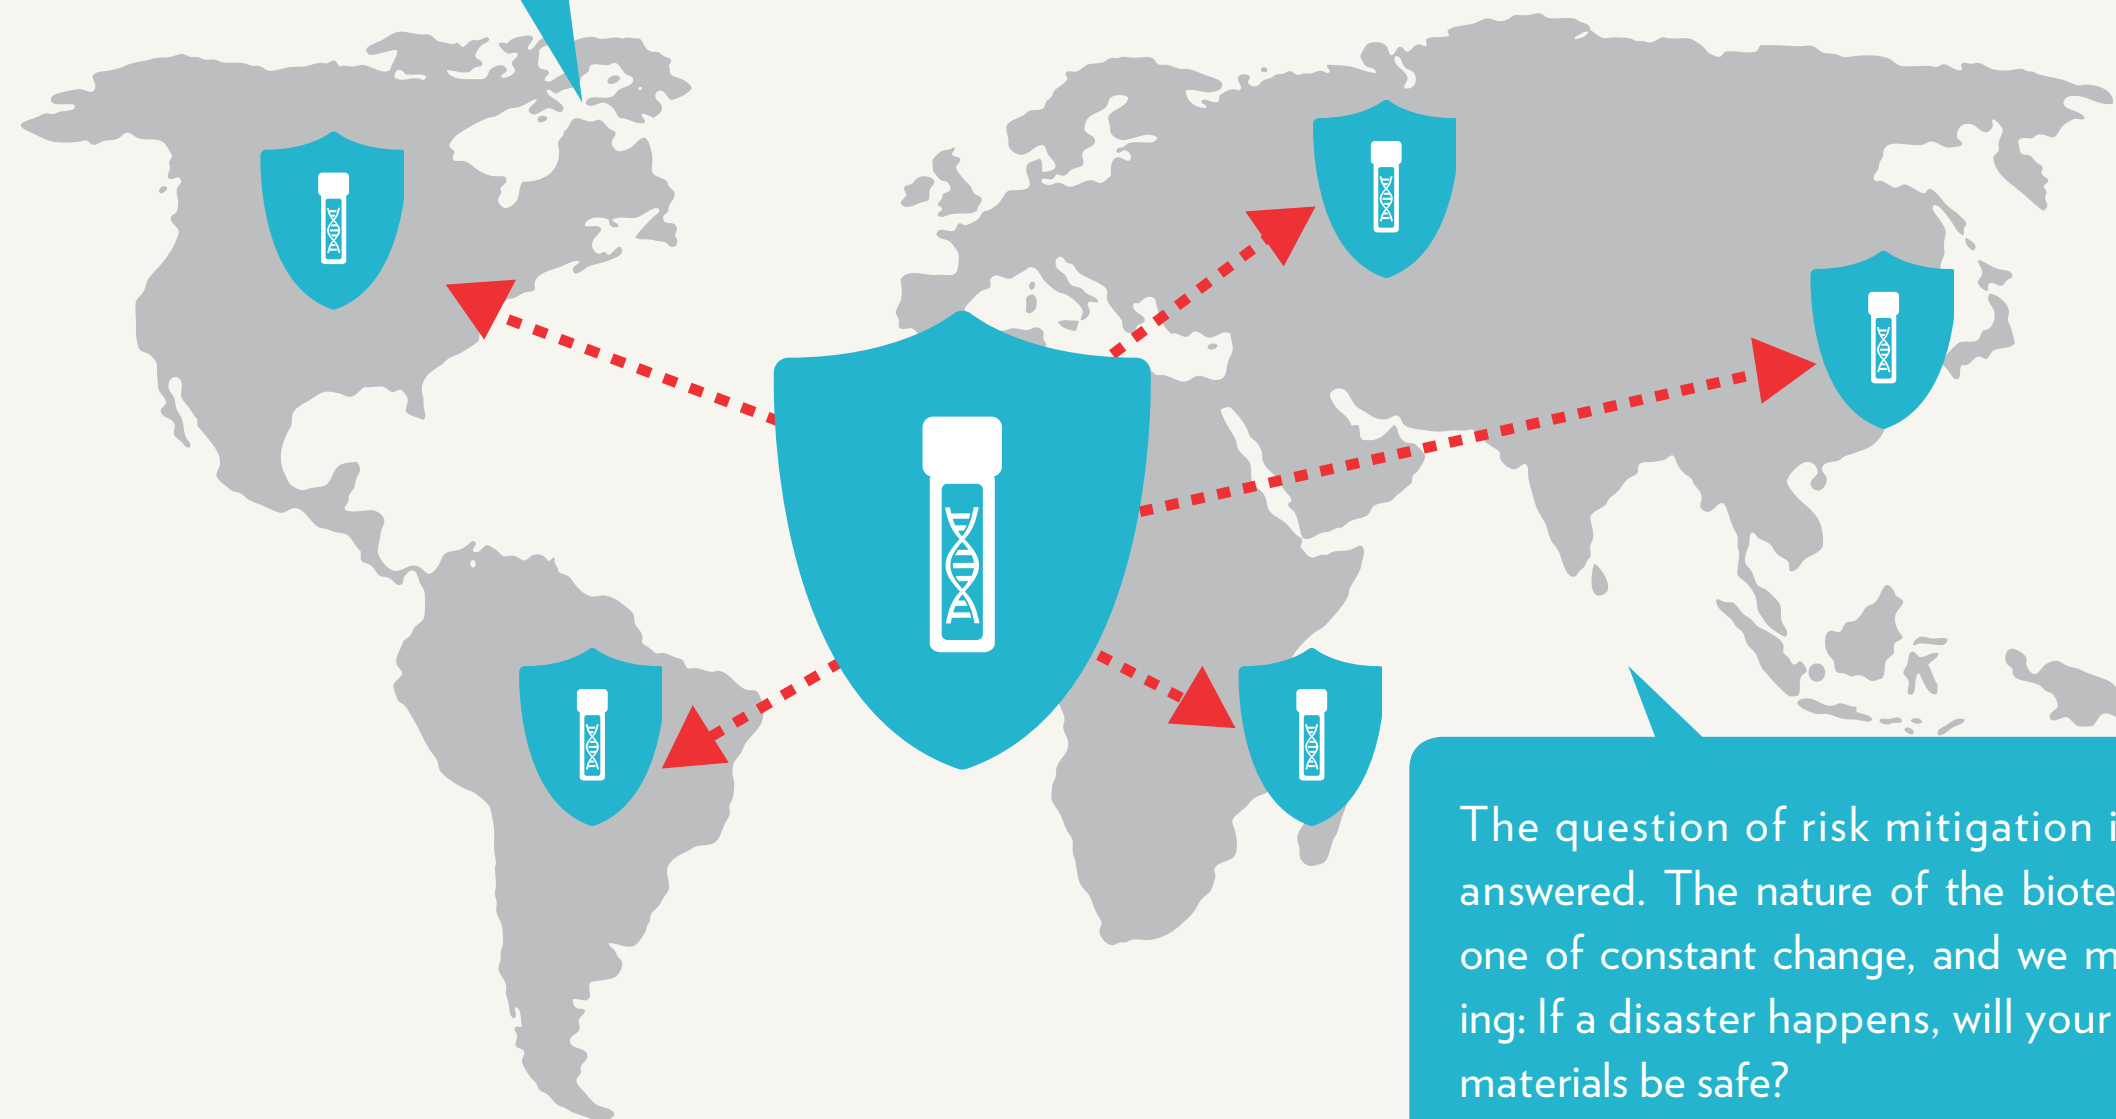 The question of risk mitigation
answered. The nature of the
one of constant change, and we
ing: If a disaster happens, will your
materials be safe?